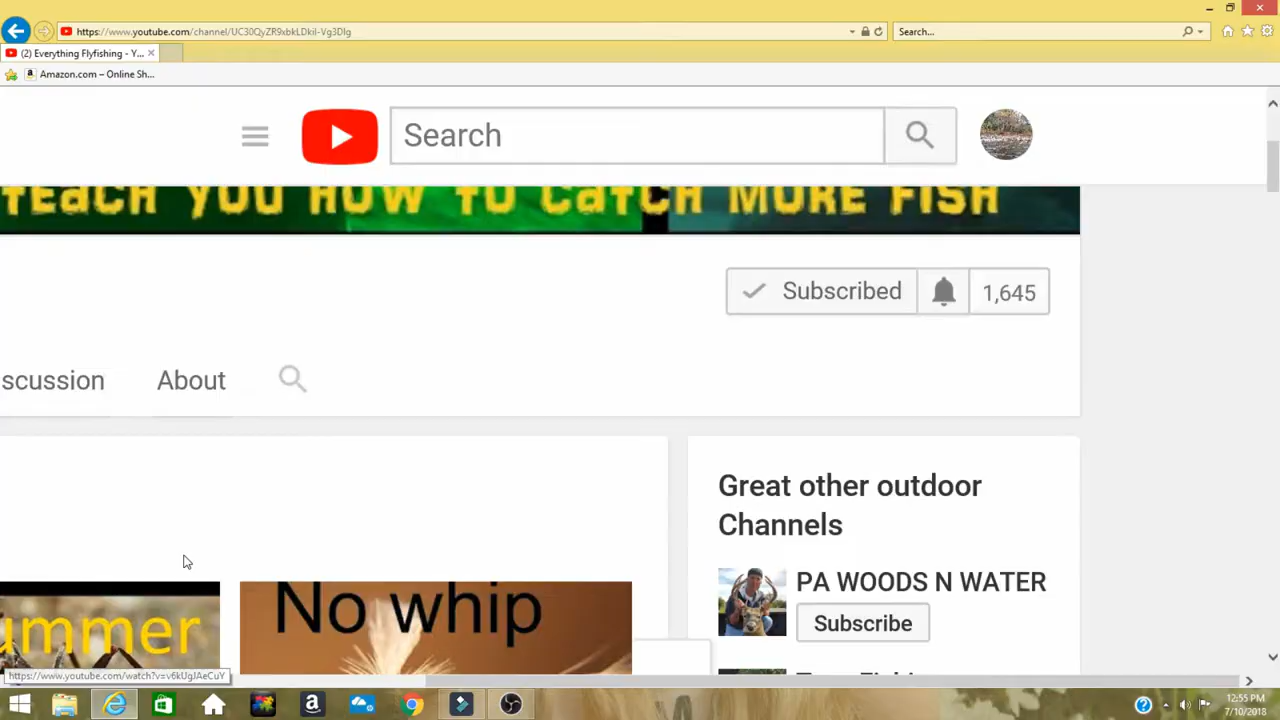 https://www.youtube.com/channel/UC30QyZR9xbkLDkil-Vg3Dlg
Search...
(2) Everything Flyfishing - Y...
Amazon.com – Online Sh...
Search
TEACH YOU HOW TO CATCH MORE FISH
Subscribed
1,645
scussion
About
Great other outdoor
Channels
PA WOODS N WATER
Subscribe
No whip
ummer
https://www.youtube.com/watch?v=v6kUgJAeCuY
12:55 PM
7/10/2018